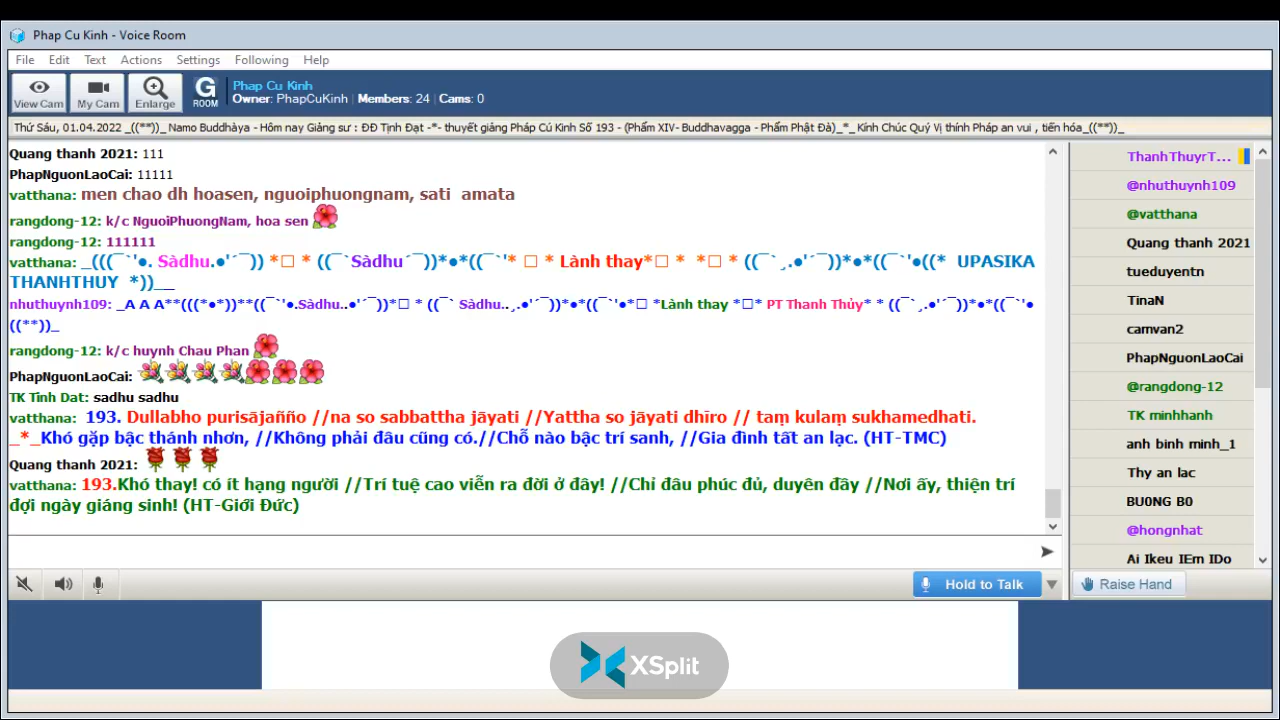 Phap Cu Kinh - Voice Room
File Edit Text Actions Settings Following Help
View Cam My Cam Enlarge G ROOM
Phap Cu Kinh
Owner: PhapCuKinh | Members: 24 | Cams: 0
Thứ Sáu, 01.04.2022 _((**))_ Namo Buddhàya - Hôm nay Giảng sư : ĐĐ Tịnh Đạt -*- thuyết giảng Pháp Cú Kinh Số 193 - (Phẩm XIV- Buddhavagga - Phẩm Phật Đà)_*_ Kính Chúc Quý Vị thính Pháp an vui , tiến hóa _((**))_
Quang thanh 2021: 111
PhapNguonLaoCai: 11111
vatthana: men chao dh hoasen, nguoiphuongnam, sati amata
rangdong-12: k/c NguoiPhuongNam, hoa sen
rangdong-12: 111111
vatthana: _(((¯`'•. Sàdhu.•'´¯)) *□ * ((¯`Sàdhu´¯))*•*((¯`'* □ * Lành thay*□ * *□ * ((¯`¸.•'´¯))*•*((¯`'•((* UPASIKA
THANHTHUY *))__
nhuthuynh109: _A A A**(((*•*))**((¯`'•.Sàdhu..•'´¯))*□ * ((¯` Sàdhu..¸.•'´¯))*•*((¯`'•*□ *Lành thay *□* PT Thanh Thủy* * ((¯`¸.•'´¯))*•*((¯`'•
((**))_
rangdong-12: k/c huynh Chau Phan
PhapNguonLaoCai:
TK Tinh Dat: sadhu sadhu
vatthana: 193. Dullabho purisājañño //na so sabbattha jāyati //Yattha so jāyati dhīro // taṃ kulaṃ sukhamedhati.
_*_Khó gặp bậc thánh nhơn, //Không phải đâu cũng có.//Chỗ nào bậc trí sanh, //Gia đình tất an lạc. (HT-TMC)
Quang thanh 2021:
vatthana: 193.Khó thay! có ít hạng người //Trí tuệ cao viễn ra đời ở đây! //Chỉ đâu phúc đủ, duyên đầy //Nơi ấy, thiện trí
đợi ngày giáng sinh! (HT-Giới Đức)
Hold to Talk
ThanhThuyrT...
@nhuthuynh109
@vatthana
Quang thanh 2021
tueduyentn
TinaN
camvan2
PhapNguonLaoCai
@rangdong-12
TK minhhanh
anh binh minh_1
Thy an lac
BU0NG B0
@hongnhat
Ai Ikeu IEm IDo
Raise Hand
XSplit